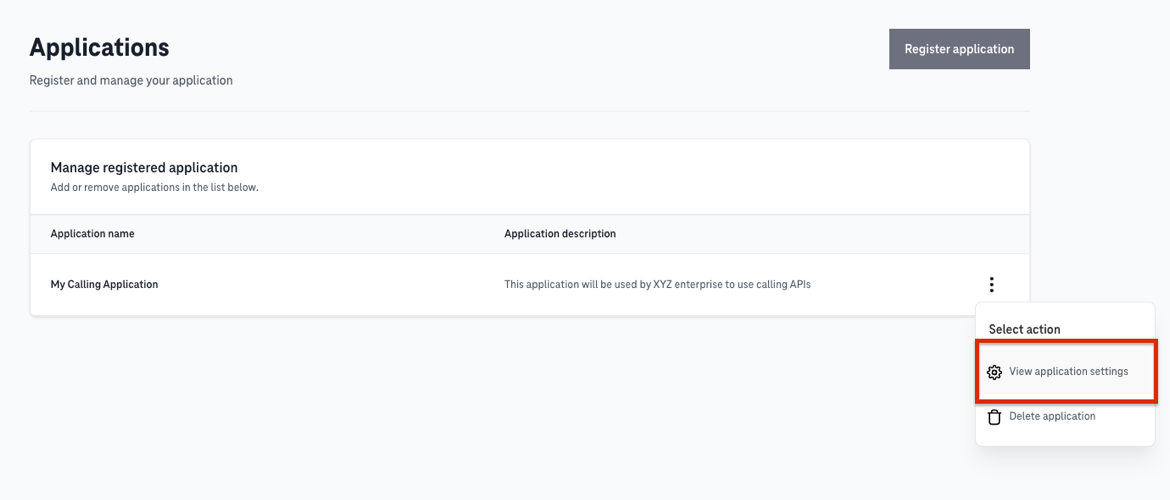 Applications
Register application
Register and manage your application
Manage registered application
Add or remove applications in the list below.
Application name
Application description
My Calling Application
This application will be used by XYZ enterprise to use calling APIs
Select action
View application settings
Delete application